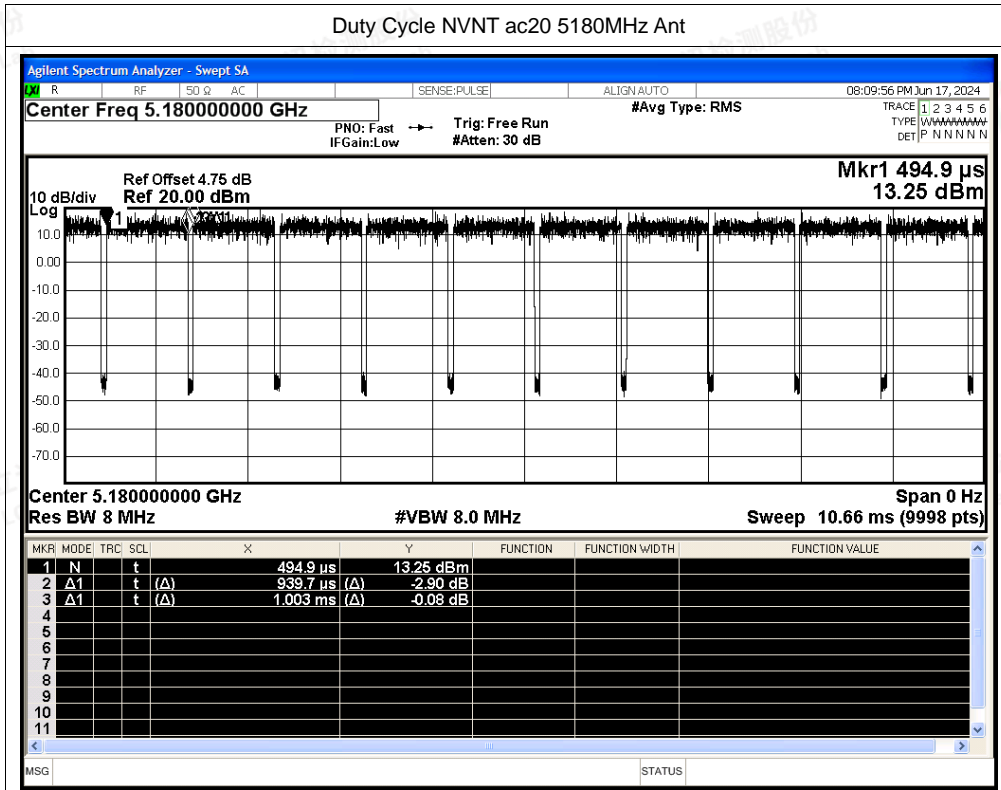 Duty Cycle NVNT ac20 5180MHz Ant
Agilent Spectrum Analyzer - Swept SA
LXI R RF 50 Ω AC SENSE:PULSE ALIGN AUTO 08:09:56 PM Jun 17, 2024
Center Freq 5.180000000 GHz #Avg Type: RMS TRACE 1 2 3 4 5 6
PNO: Fast Trig: Free Run TYPE
IFGain:Low #Atten: 30 dB DET P N N N N N
Mkr1 494.9 µs
13.25 dBm
Ref Offset 4.75 dB
10 dB/div Ref 20.00 dBm
Log
1
10.0
0.00
-10.0
-20.0
-30.0
-40.0
-50.0
-60.0
-70.0
Center 5.180000000 GHz Span 0 Hz
Res BW 8 MHz #VBW 8.0 MHz Sweep 10.66 ms (9998 pts)
MKR MODE TRC SCL X Y FUNCTION FUNCTION WIDTH FUNCTION VALUE
1 N t 494.9 µs 13.25 dBm
2 Δ1 t (Δ) 939.7 µs (Δ) -2.90 dB
3 Δ1 t (Δ) 1.003 ms (Δ) -0.08 dB
4
5
6
7
8
9
10
11
MSG STATUS